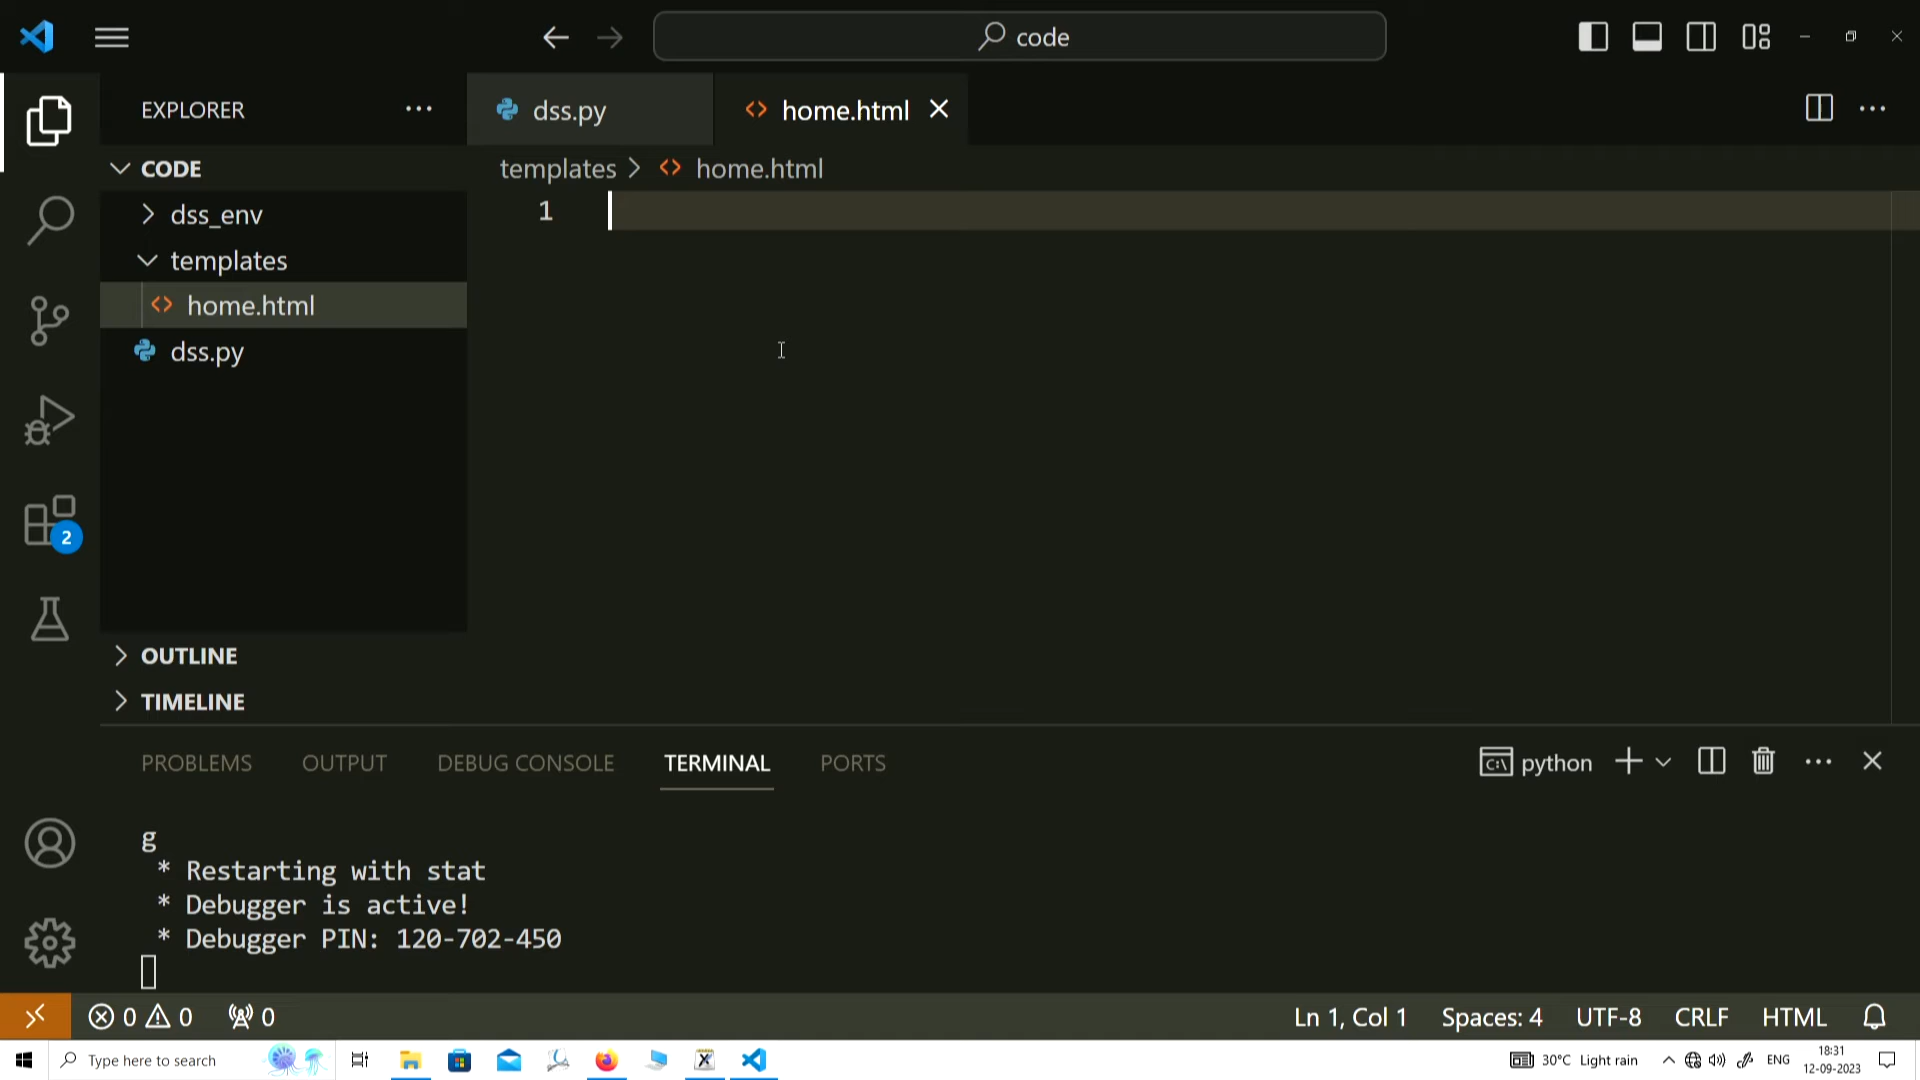 code
EXPLORER
dss.py
home.html
CODE
templates
home.html
dss_env
1
templates
home.html
dss.py
2
OUTLINE
TIMELINE
PROBLEMS
OUTPUT
DEBUG CONSOLE
TERMINAL
PORTS
python
g
* Restarting with stat
* Debugger is active!
* Debugger PIN: 120-702-450
0 0 0
Ln 1, Col 1
Spaces: 4
UTF-8
CRLF
HTML
Type here to search
30°C Light rain
ENG
18:31
12-09-2023